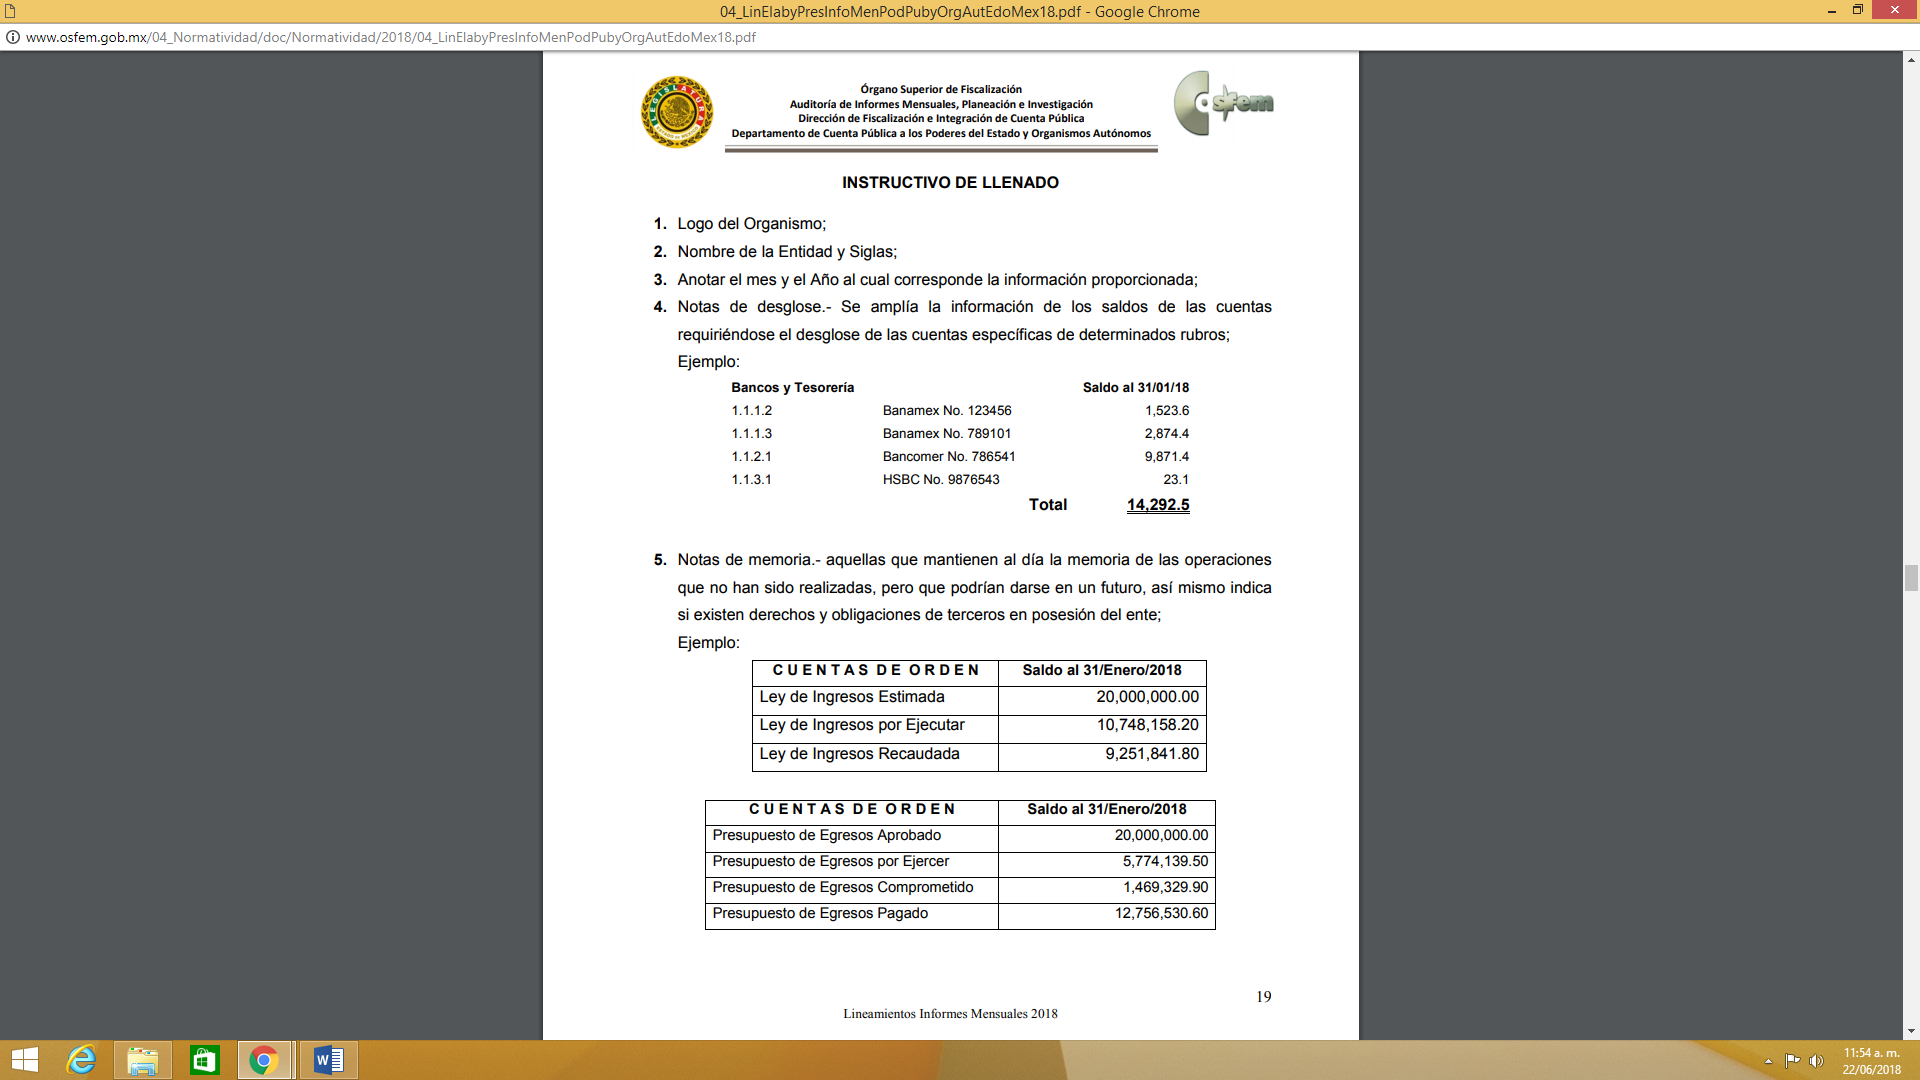 04_LinElabyPresInfoMenPodPubyOrgAutEdoMex18.pdf - Google Chrome
www.osfem.gob.mx/04_Normatividad/doc/Normatividad/2018/04_LinElabyPresInfoMenPodPubyOrgAutEdoMex18.pdf
Órgano Superior de Fiscalización
Auditoría de Informes Mensuales, Planeación e Investigación
Dirección de Fiscalización e Integración de Cuenta Pública
Departamento de Cuenta Pública a los Poderes del Estado y Organismos Autónomos
osfem
INSTRUCTIVO DE LLENADO
1. Logo del Organismo;
2. Nombre de la Entidad y Siglas;
3. Anotar el mes y el Año al cual corresponde la información proporcionada;
4. Notas de desglose.- Se amplía la información de los saldos de las cuentas
requiriéndose el desglose de las cuentas específicas de determinados rubros;
Ejemplo:
Bancos y Tesorería Saldo al 31/01/18
1.1.1.2 Banamex No. 123456 1,523.6
1.1.1.3 Banamex No. 789101 2,874.4
1.1.2.1 Bancomer No. 786541 9,871.4
1.1.3.1 HSBC No. 9876543 23.1
Total 14,292.5
5. Notas de memoria.- aquellas que mantienen al día la memoria de las operaciones
que no han sido realizadas, pero que podrían darse en un futuro, así mismo indica
si existen derechos y obligaciones de terceros en posesión del ente;
Ejemplo:
C U E N T A S D E O R D E N Saldo al 31/Enero/2018
Ley de Ingresos Estimada 20,000,000.00
Ley de Ingresos por Ejecutar 10,748,158.20
Ley de Ingresos Recaudada 9,251,841.80
C U E N T A S D E O R D E N Saldo al 31/Enero/2018
Presupuesto de Egresos Aprobado 20,000,000.00
Presupuesto de Egresos por Ejercer 5,774,139.50
Presupuesto de Egresos Comprometido 1,469,329.90
Presupuesto de Egresos Pagado 12,756,530.60
19
Lineamientos Informes Mensuales 2018
11:54 a. m.
22/06/2018